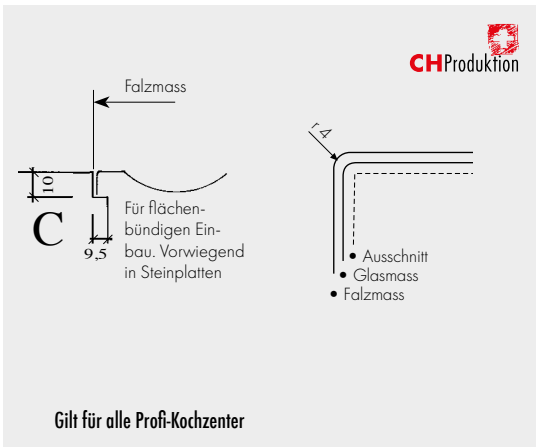 CHProduktion
Falzmass
r 4
10
C
Für flächen-
bündigen Ein-
bau. Vorwiegend
in Steinplatten
9,5
Ausschnitt
Glasmass
Falzmass
Gilt für alle Profi-Kochzenter